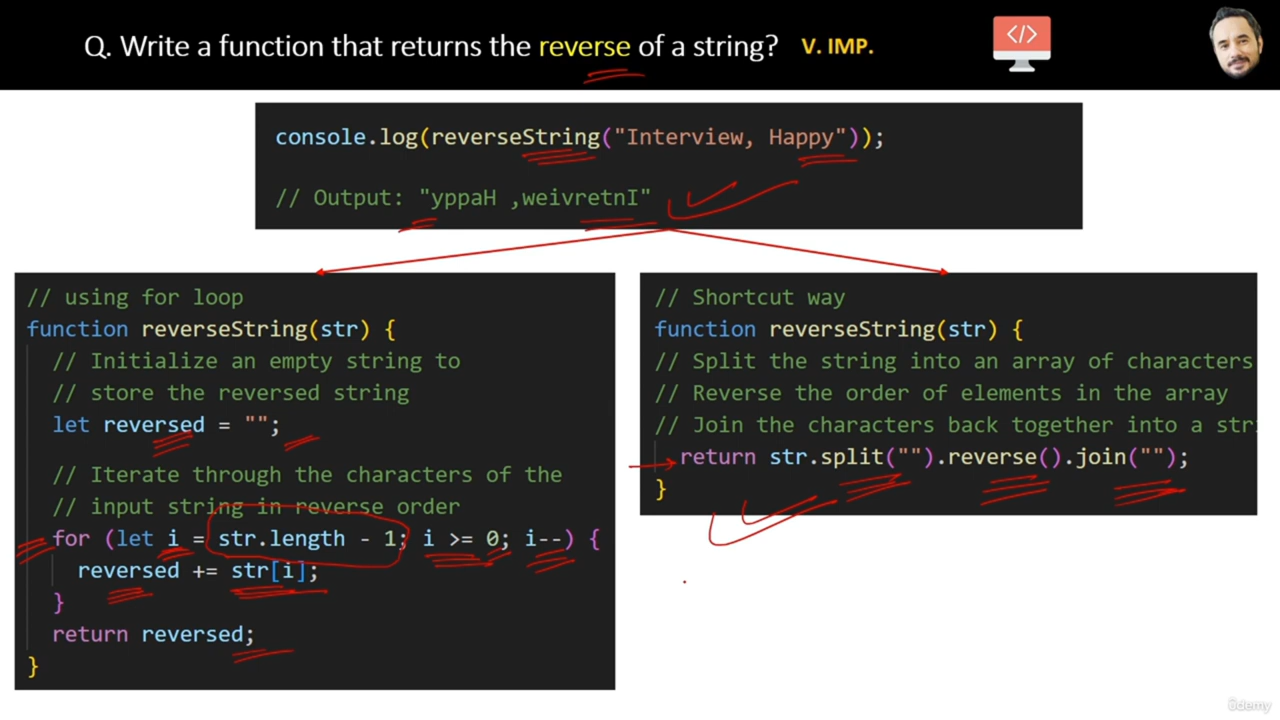 Q. Write a function that returns the reverse of a string? V. IMP.
</>
console.log(reverseString("Interview, Happy"));
// Output: "yppaH ,weivretnI"
// using for loop
function reverseString(str) {
// Initialize an empty string to
// store the reversed string
let reversed = "";
// Iterate through the characters of the
// input string in reverse order
for (let i = str.length - 1; i >= 0; i--) {
reversed += str[i];
}
return reversed;
}
// Shortcut way
function reverseString(str) {
// Split the string into an array of characters
// Reverse the order of elements in the array
// Join the characters back together into a str
return str.split("").reverse().join("");
}
ûdemy